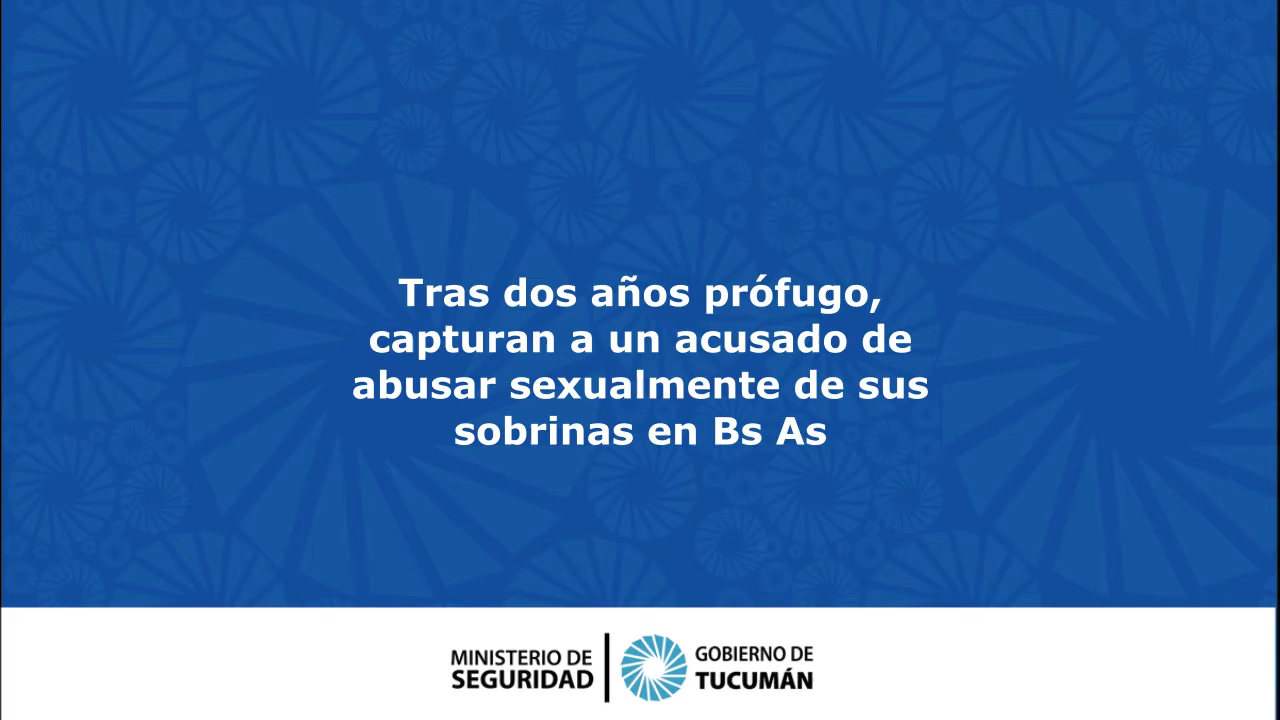 Tras dos años prófugo,
capturan a un acusado de
abusar sexualmente de sus
sobrinas en Bs As
MINISTERIO DE
SEGURIDAD
GOBIERNO DE
TUCUMÁN